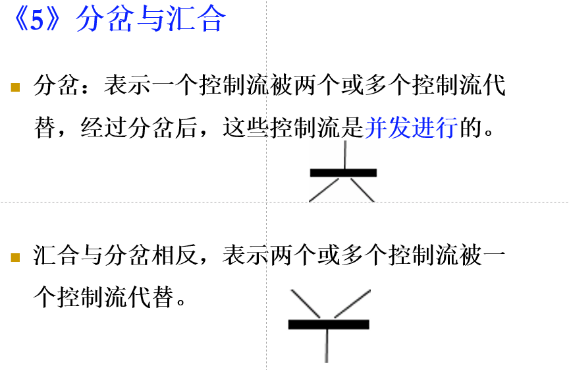 《5》分岔与汇合
分岔：表示一个控制流被两个或多个控制流代
替，经过分岔后，这些控制流是并发进行的。
汇合与分岔相反，表示两个或多个控制流被一
个控制流代替。